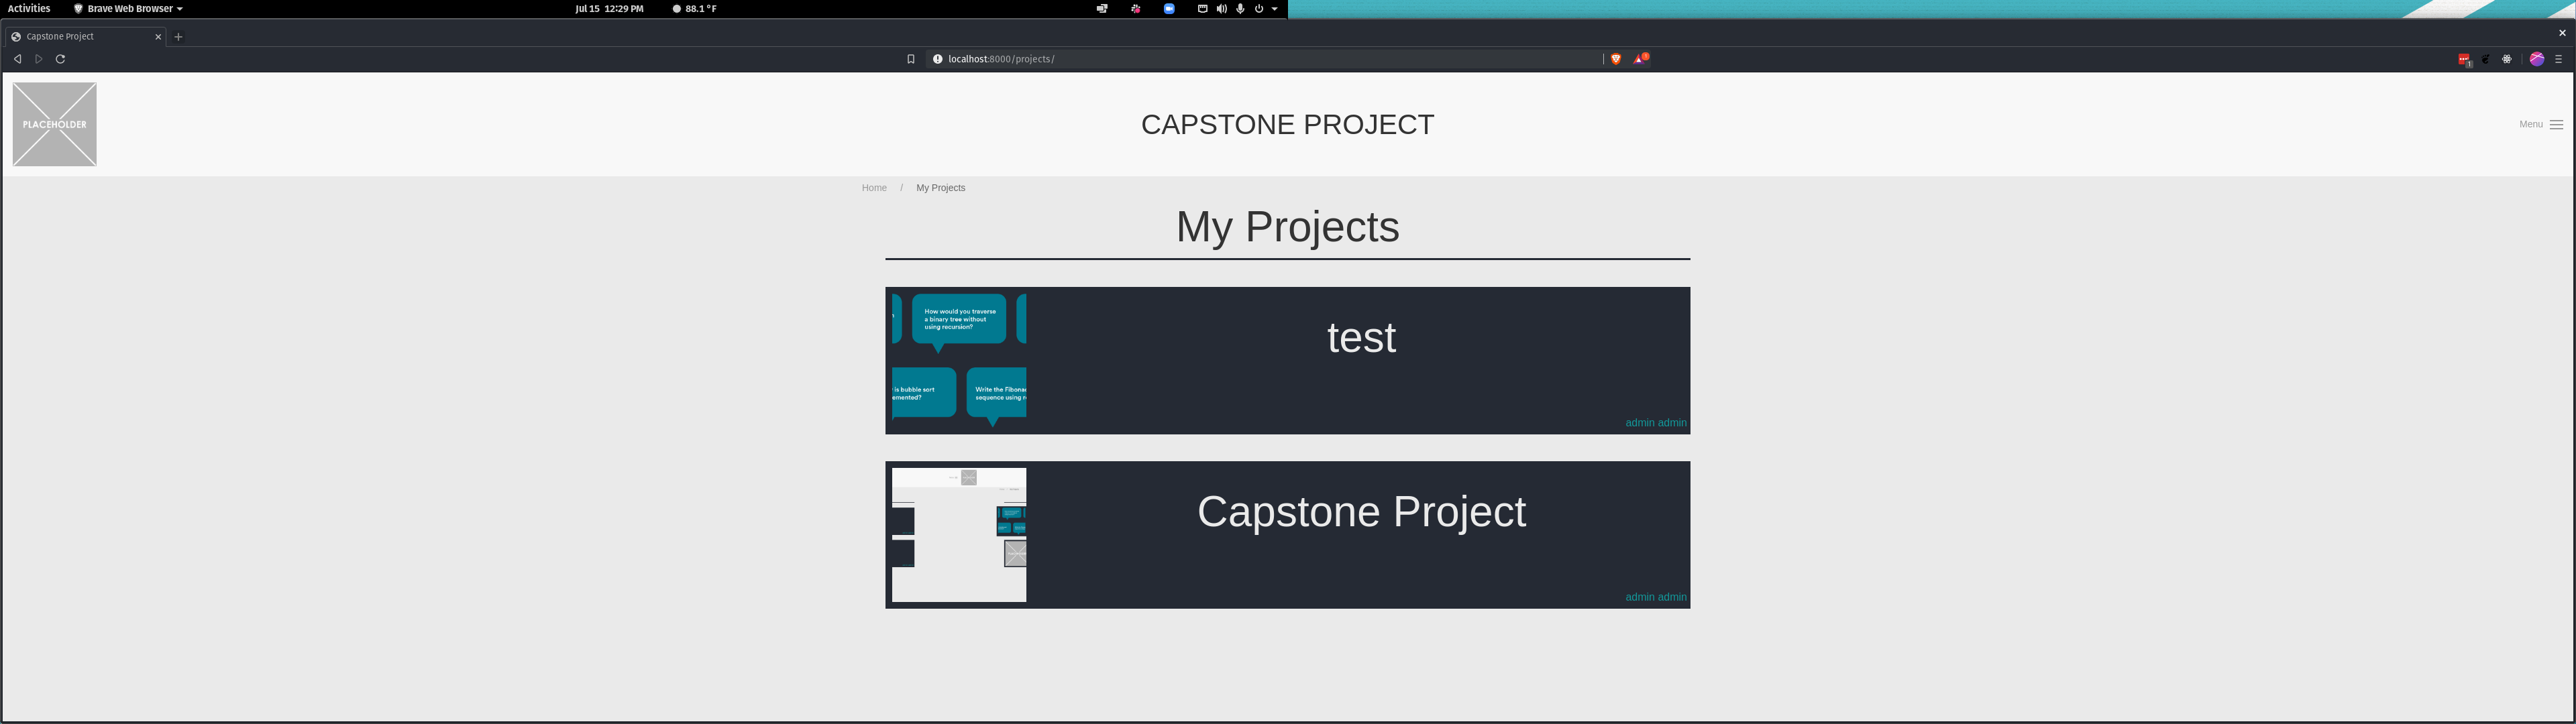 Activities Brave Web Browser Jul 15 12:29 PM 88.1 °F
Capstone Project
localhost:8000/projects/ 1
1
PLACEHOLDER
CAPSTONE PROJECT
Menu
Home / My Projects
My Projects
How would you traverse
a binary tree without
using recursion?
is bubble sort
emented?
Write the Fibona
sequence using r
test
admin admin
Capstone Project
admin admin